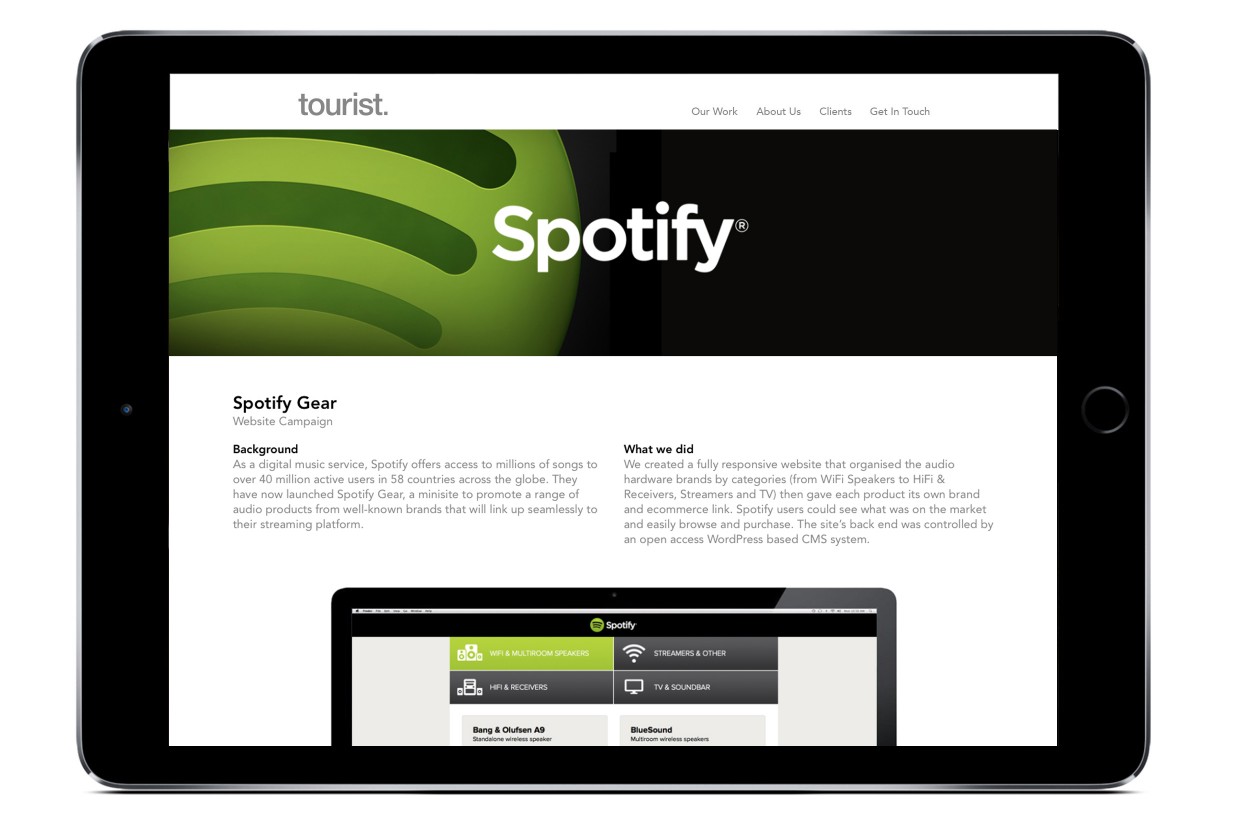 tourist.
Our Work About Us Clients Get In Touch
Spotify®
Spotify Gear
Website Campaign
Background
As a digital music service, Spotify offers access to millions of songs to
over 40 million active users in 58 countries across the globe. They
have now launched Spotify Gear, a minisite to promote a range of
audio products from well-known brands that will link up seamlessly to
their streaming platform.
What we did
We created a fully responsive website that organised the audio
hardware brands by categories (from WiFi Speakers to HiFi &
Receivers, Streamers and TV) then gave each product its own brand
and ecommerce link. Spotify users could see what was on the market
and easily browse and purchase. The site's back end was controlled by
an open access WordPress based CMS system.
Spotify
WIFI & MULTIROOM SPEAKERS
STREAMERS & OTHER
HIFI & RECEIVERS
TV & SOUNDBAR
Bang & Olufsen A9
Standalone wireless speaker
BlueSound
Multroom wireless speakers